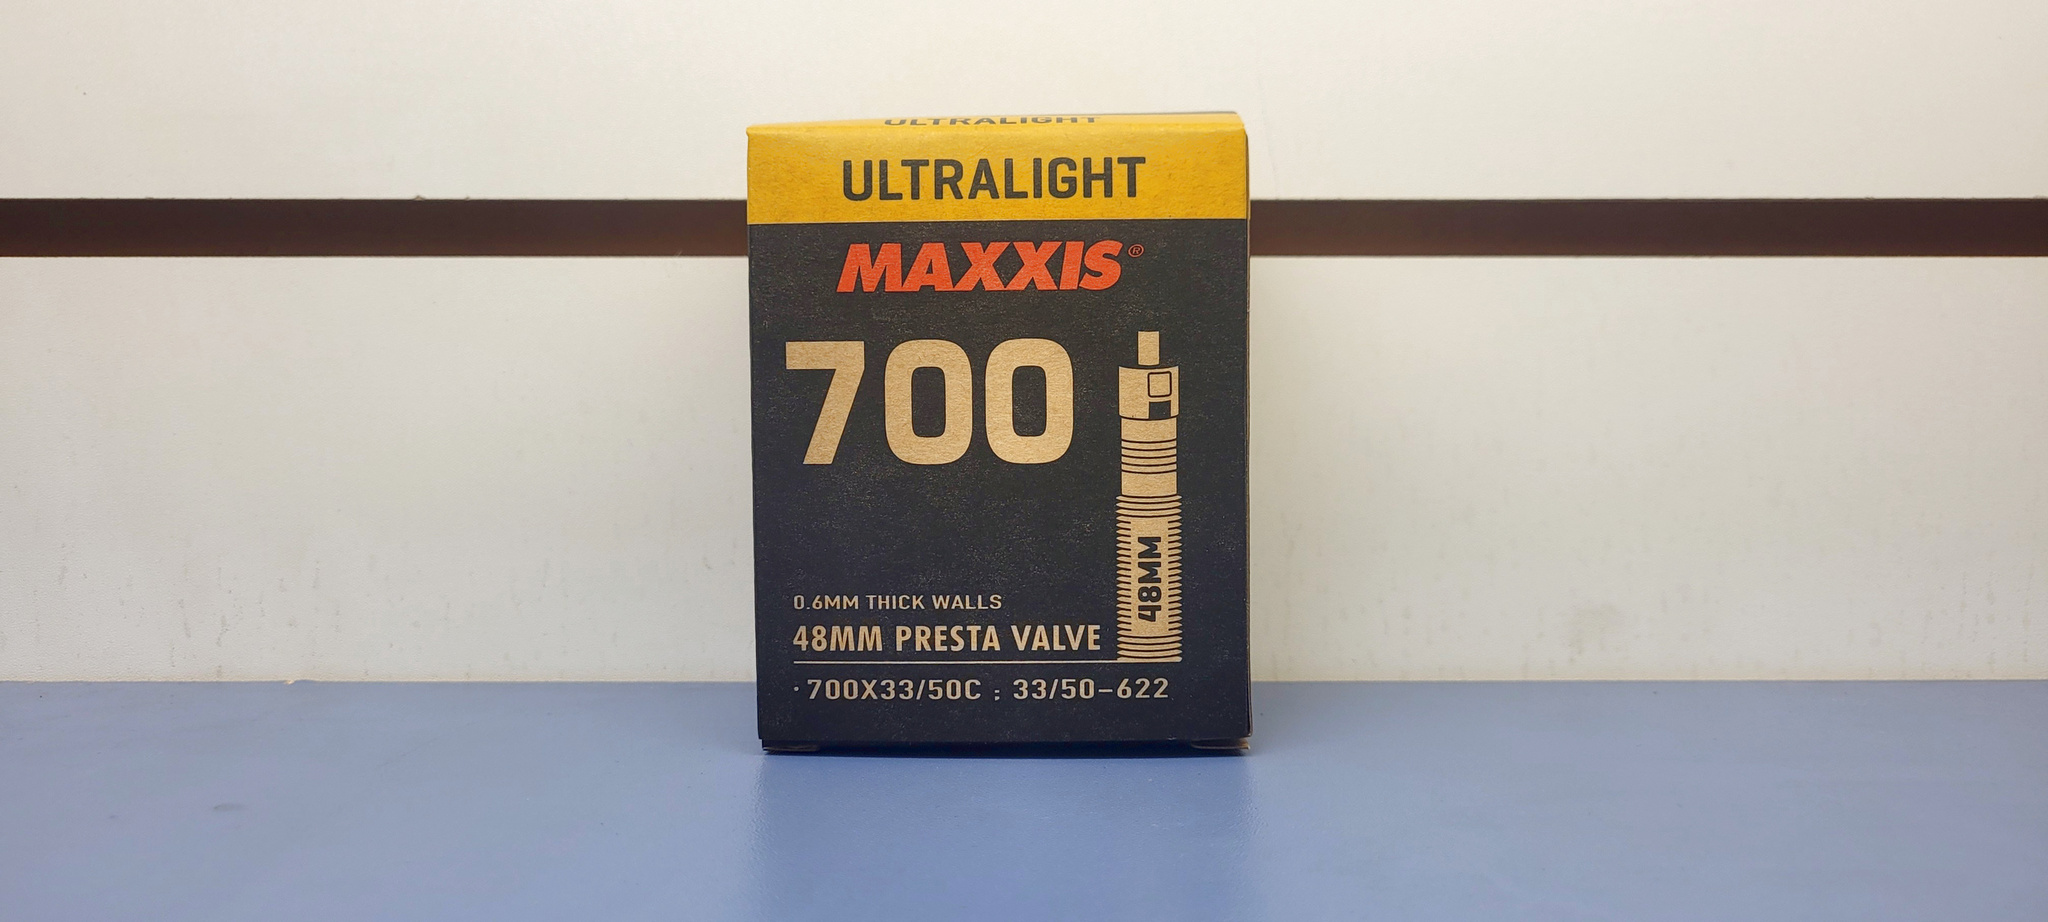 ULTRALIGHT
ULTRALIGHT
MAXXIS®
700
48MM
0.6MM THICK WALLS
48MM PRESTA VALVE
·700X33/50C ; 33/50-622